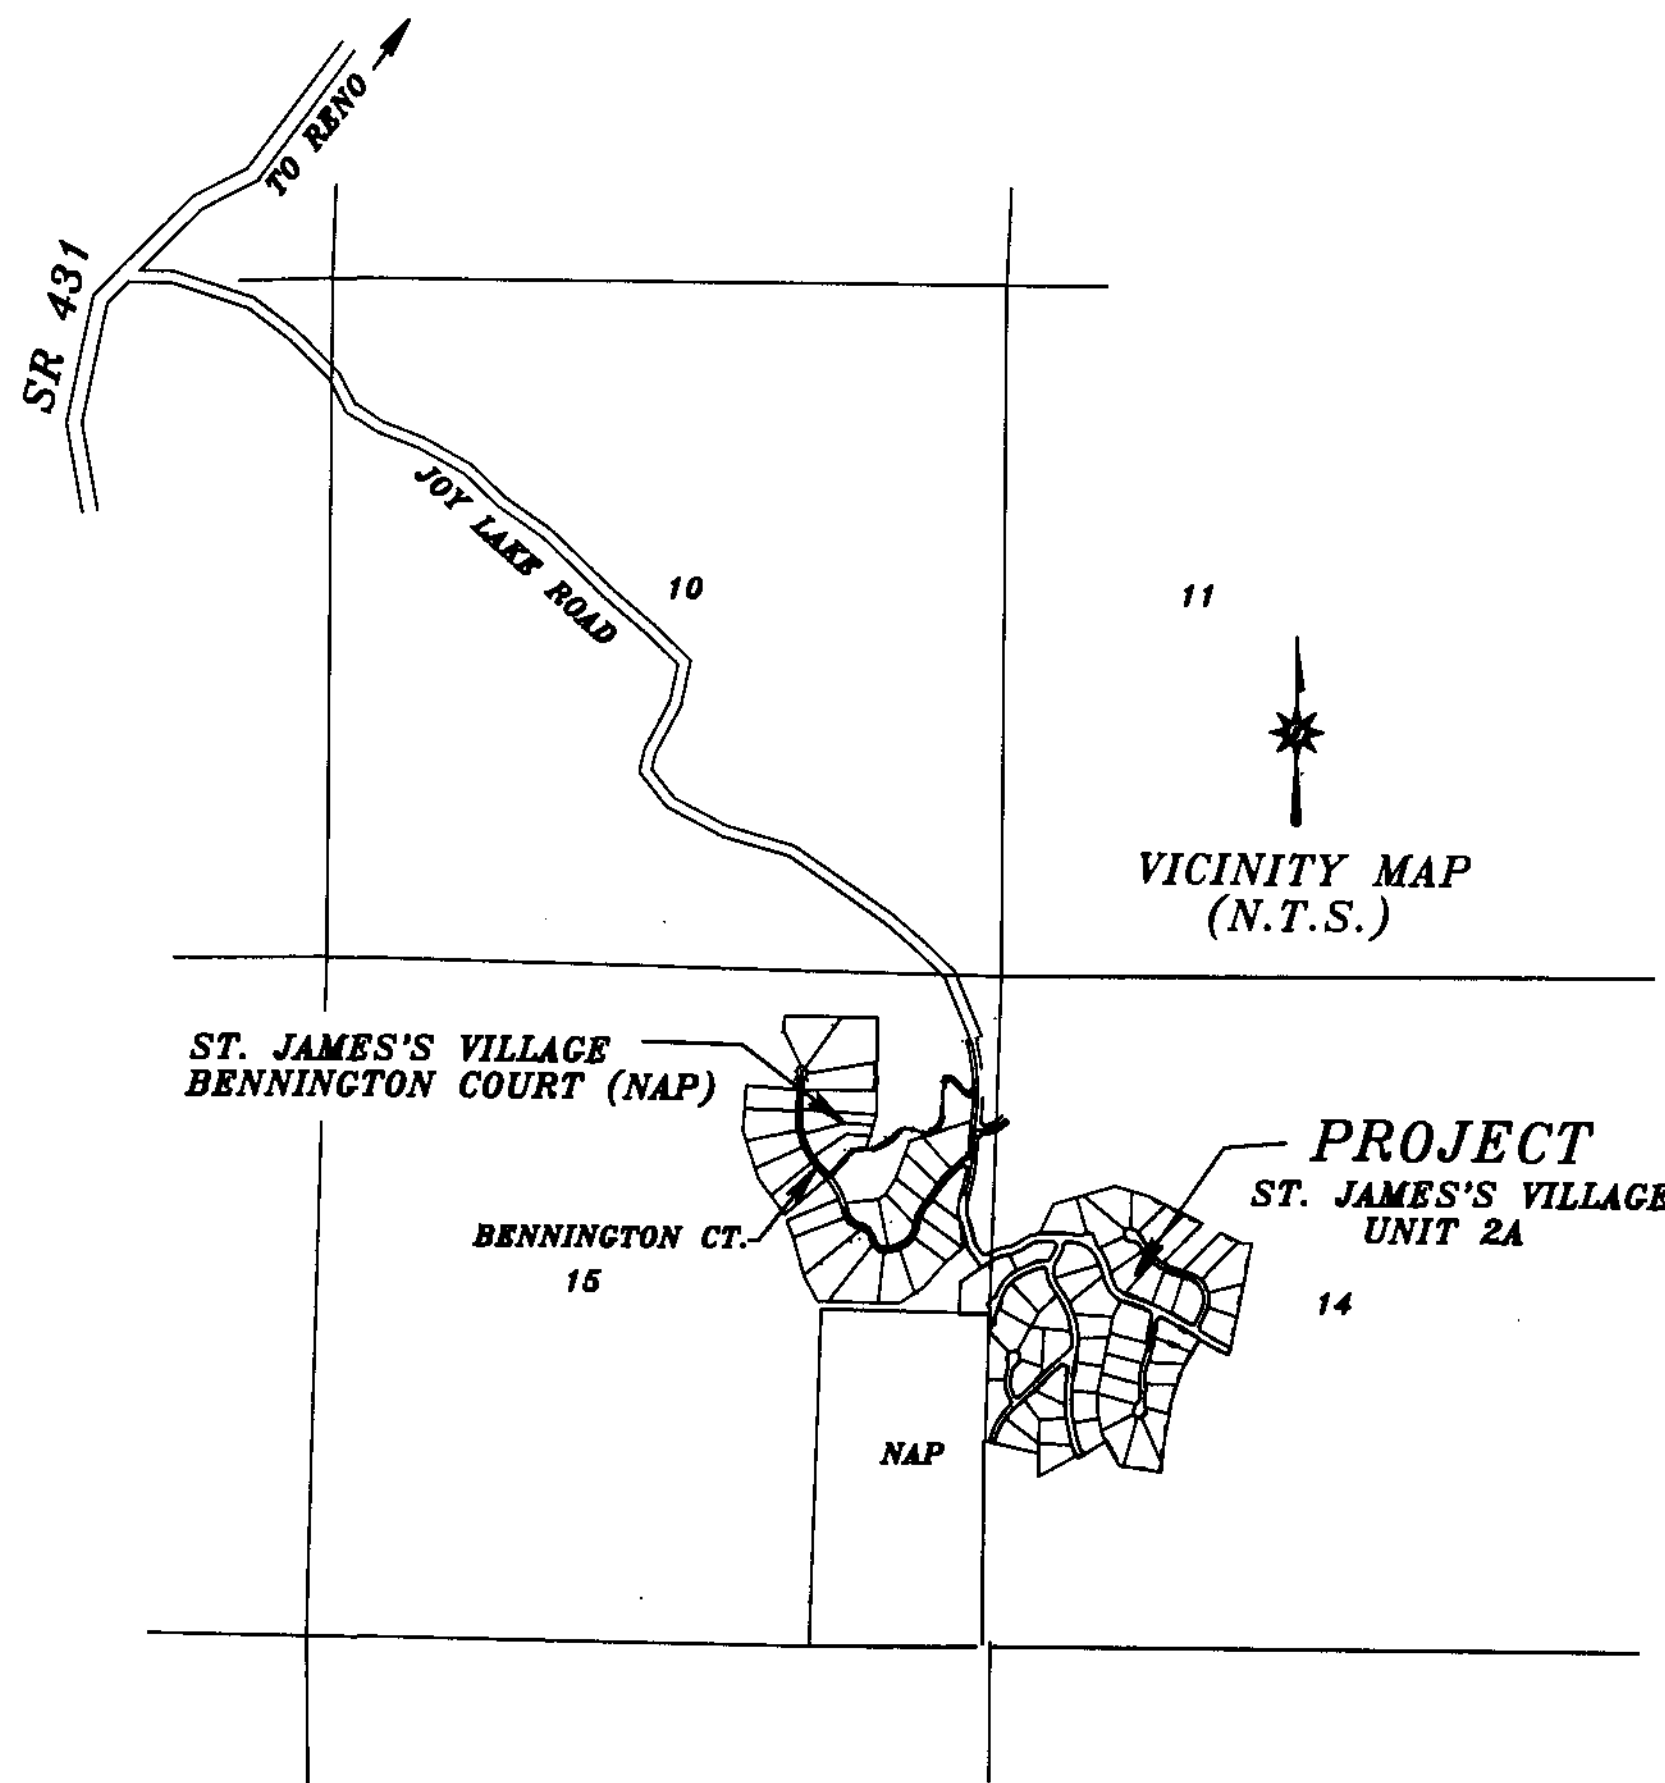 TO RENO
SR 431
JOY LAKE ROAD
10
11
VICINITY MAP
(N.T.S.)
ST. JAMES'S VILLAGE
BENNINGTON COURT (NAP)
PROJECT
ST. JAMES'S VILLAGE
UNIT 2A
BENNINGTON CT.
15
14
NAP